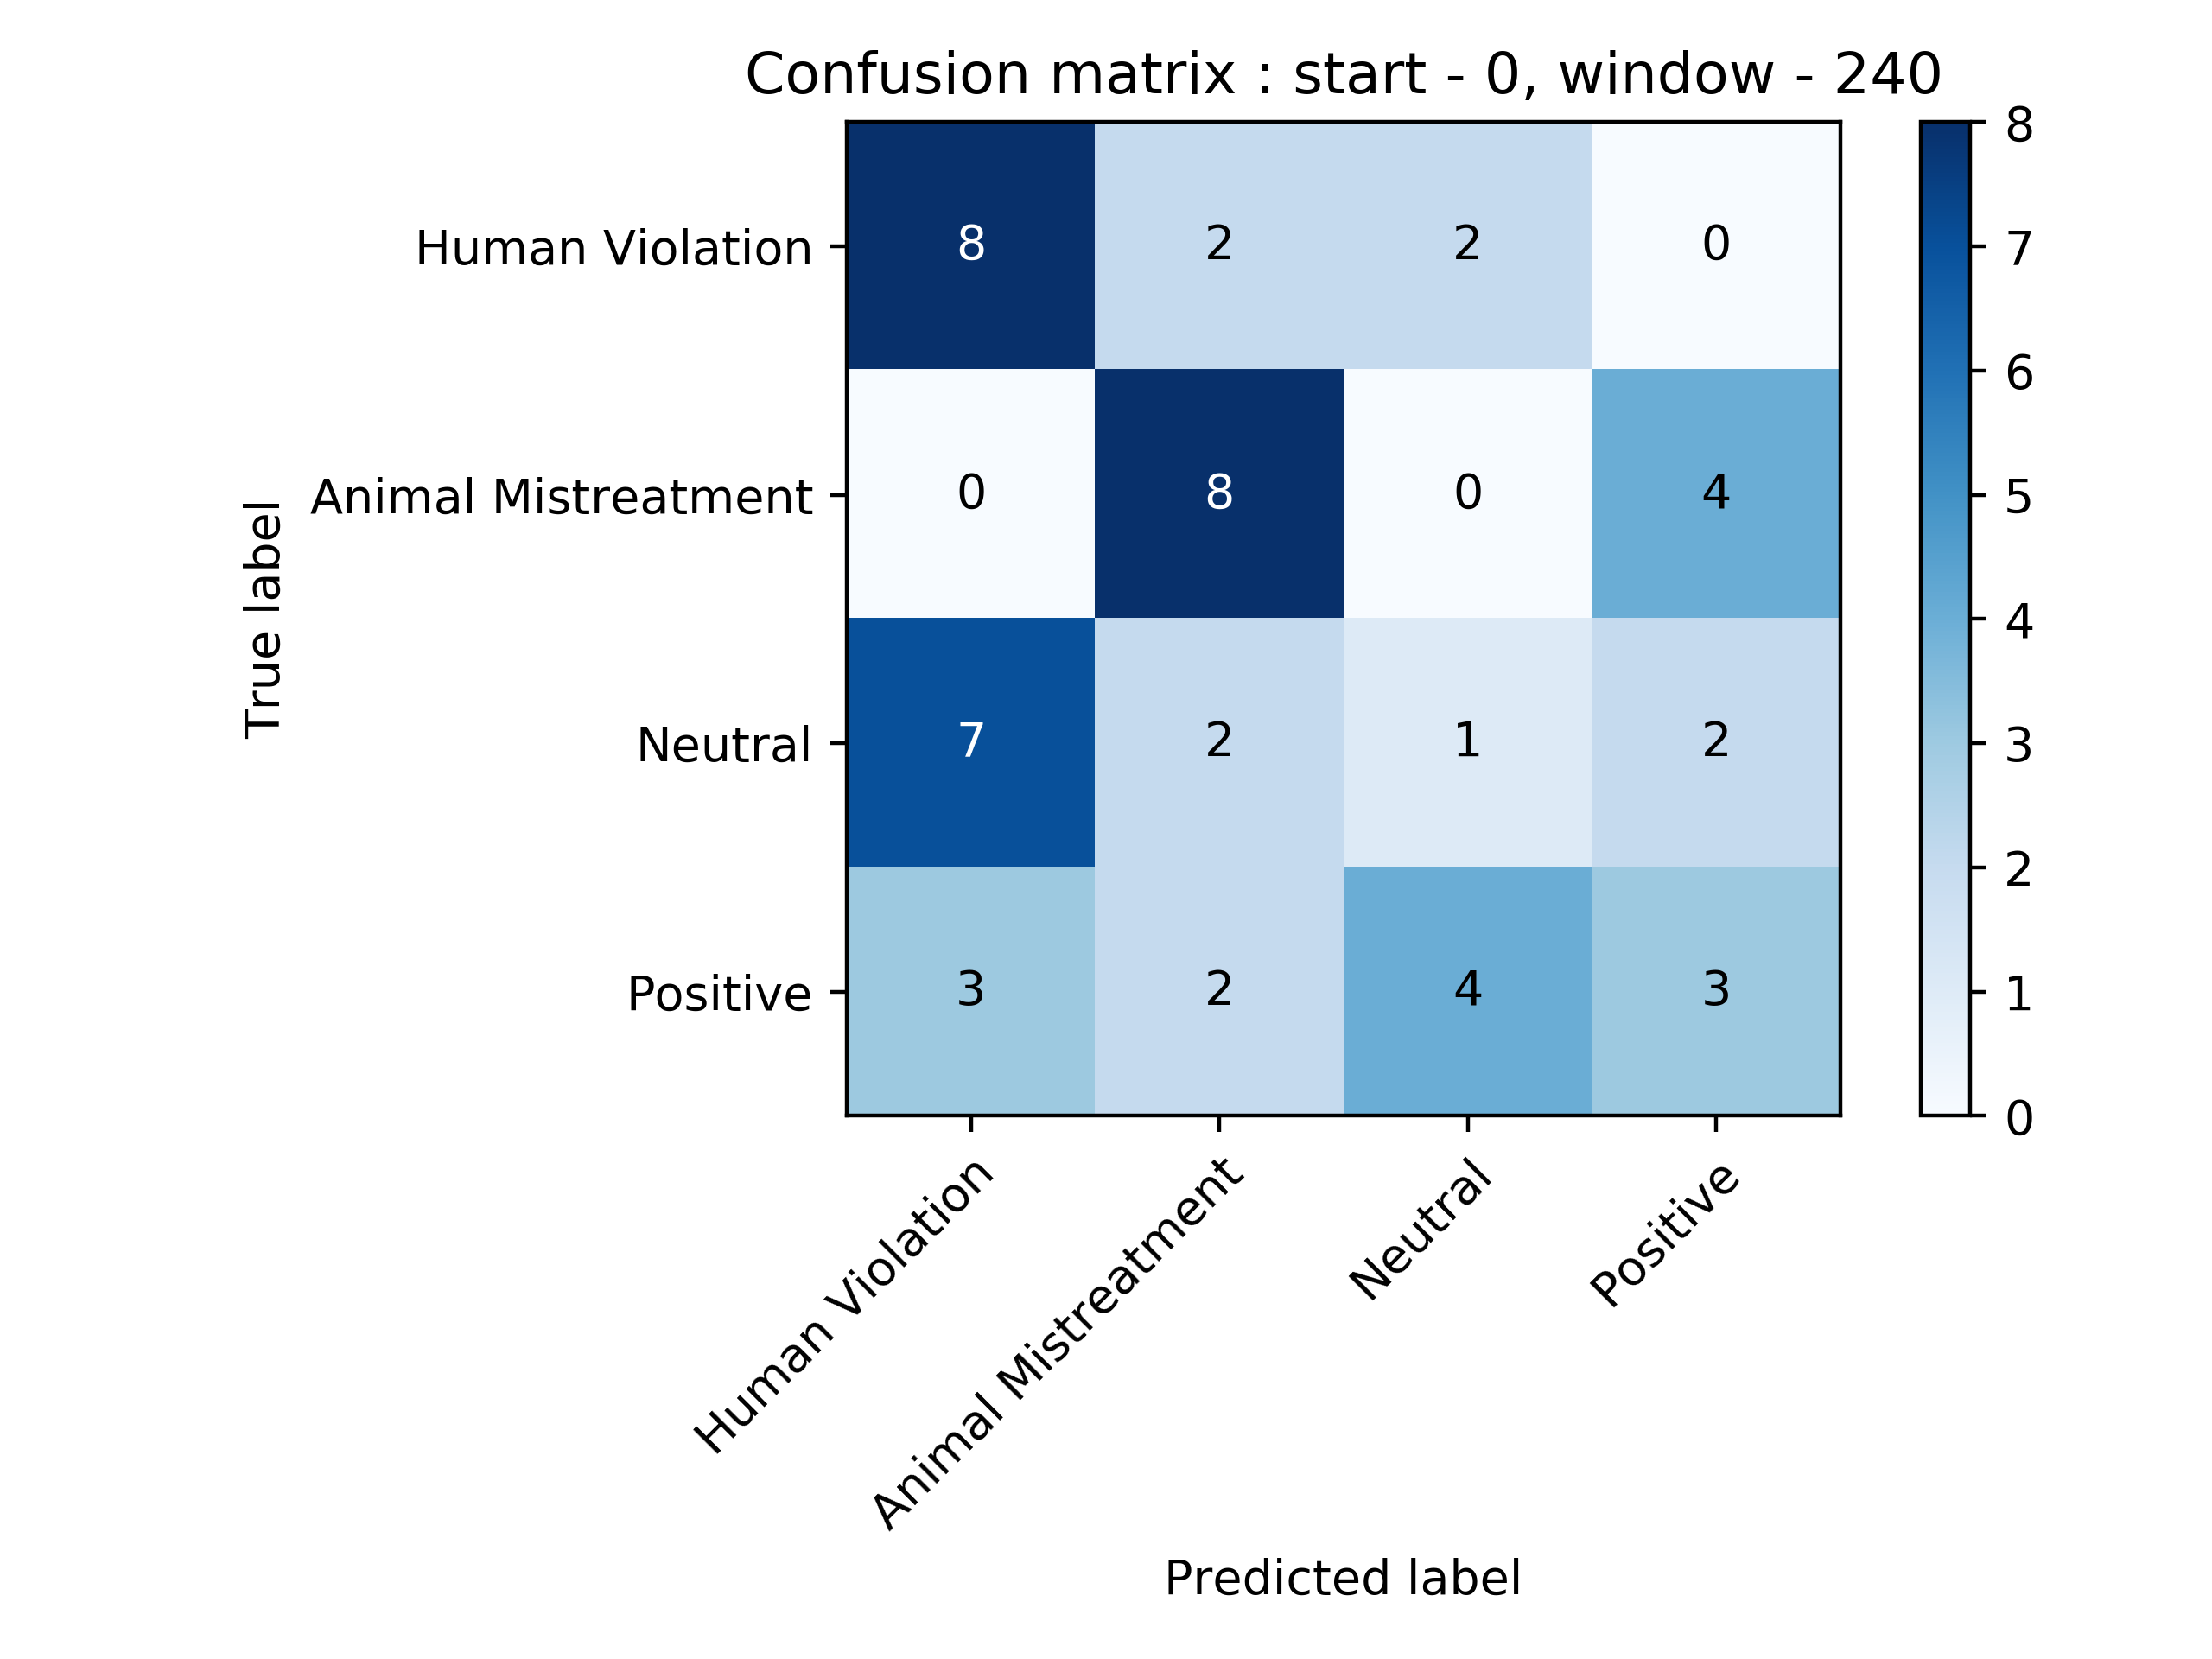 Confusion matrix : start - 0, window - 240
True label
Human Violation 8 2 2 0
Animal Mistreatment 0 8 0 4
Neutral 7 2 1 2
Positive 3 2 4 3
Human Violation
Animal Mistreatment
Neutral
Positive
Predicted label
8
7
6
5
4
3
2
1
0